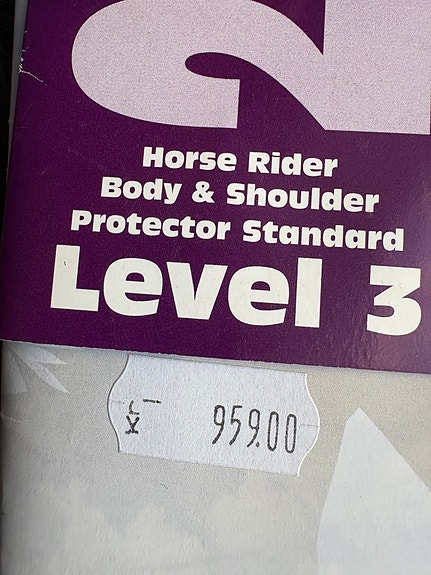 Horse Rider
Body & Shoulder
Protector Standard
Level 3
959.00